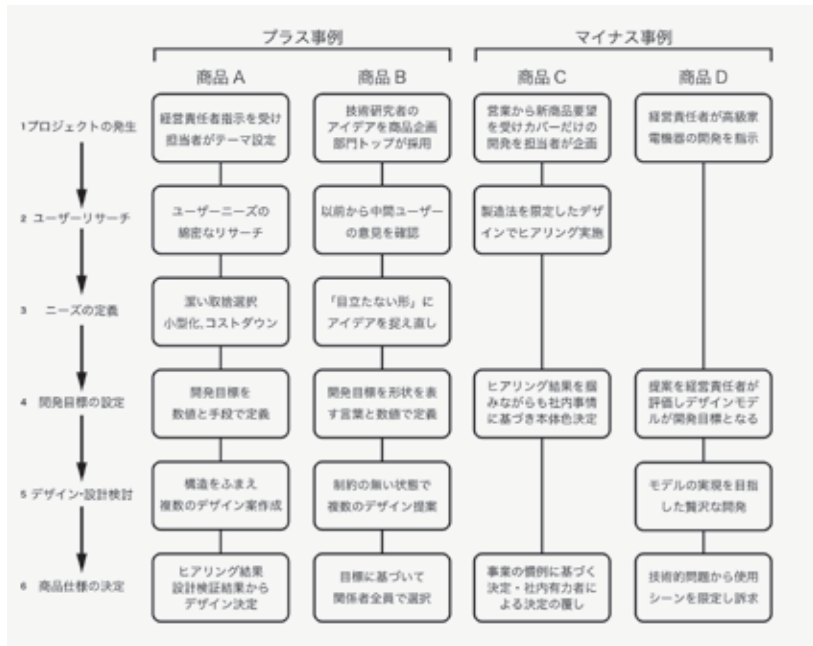 プラス事例
マイナス事例
商品 A
商品 B
商品 C
商品 D
1プロジェクトの発生
経営責任者指示を受け
担当者がテーマ設定
技術研究者の
アイデアを商品企画
部門トップが採用
営業から新商品要望
を受けカバーだけの
開発を担当者が企画
経営責任者が高級家
電機器の開発を指示
2 ユーザーリサーチ
ユーザーニーズの
綿密なリサーチ
以前から中間ユーザー
の意見を確認
製造法を限定したデザ
インでヒアリング実施
3 ニーズの定義
潔い取捨選択
小型化,コストダウン
「目立たない形」に
アイデアを捉え直し
4 開発目標の設定
開発目標を
数値と手段で定義
開発目標を形状を表
す言葉と数値で定義
ヒアリング結果を掴
みながらも社内事情
に基づき本体色決定
提案を経営責任者が
評価しデザインモデ
ルが開発目標となる
5 デザイン・設計検討
構造をふまえ
複数のデザイン案作成
制約の無い状態で
複数のデザイン提案
モデルの実現を目指
した贅沢な開発
6 商品仕様の決定
ヒアリング結果
設計検証結果から
デザイン決定
目標に基づいて
関係者全員で選択
事業の慣例に基づく
決定・社内有力者に
よる決定の覆し
技術的問題から使用
シーンを限定し訴求